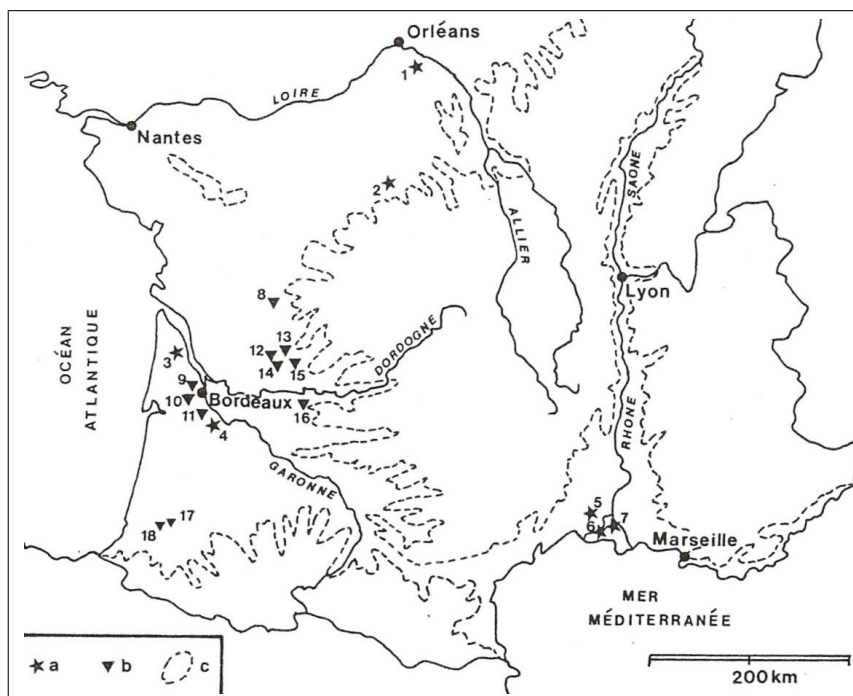 Orléans
1
LOIRE
Nantes
2
ALLIER
SAONE
Lyon
8
13
12
14
15
DORDOGNE
OCÉAN
ATLANTIQUE
3
9
Bordeaux
10
11
4
16
GARONNE
RHONE
17
18
5
6
7
Marseille
MER
MÉDITERRANÉE
a
b
c
200 km